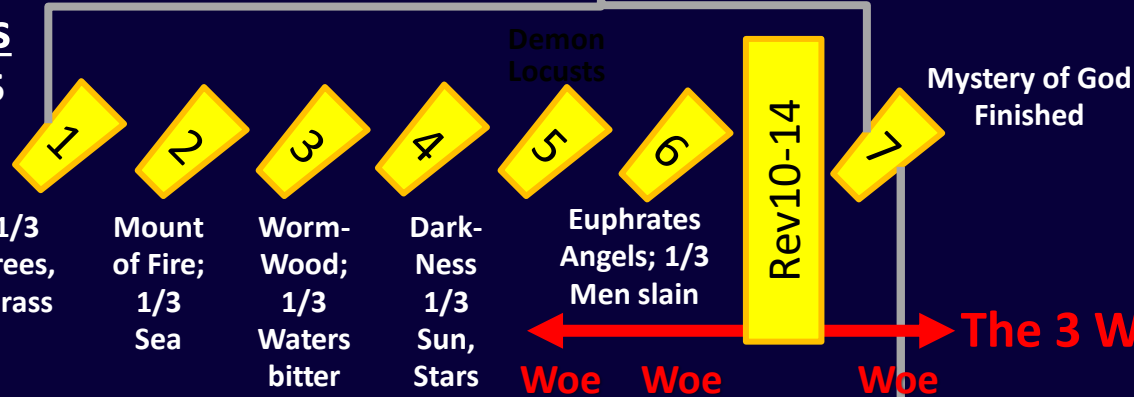 Demon
Locusts
Mystery of God
Finished
1
2
3
4
5
6
Rev10-14
7
1/3
Mount
of Fire;
1/3
Sea
Worm-
Wood;
1/3
Waters
bitter
Dark-
Ness
1/3
Sun,
Stars
Euphrates
Angels; 1/3
Men slain
The 3 W
Woe
Woe
Woe